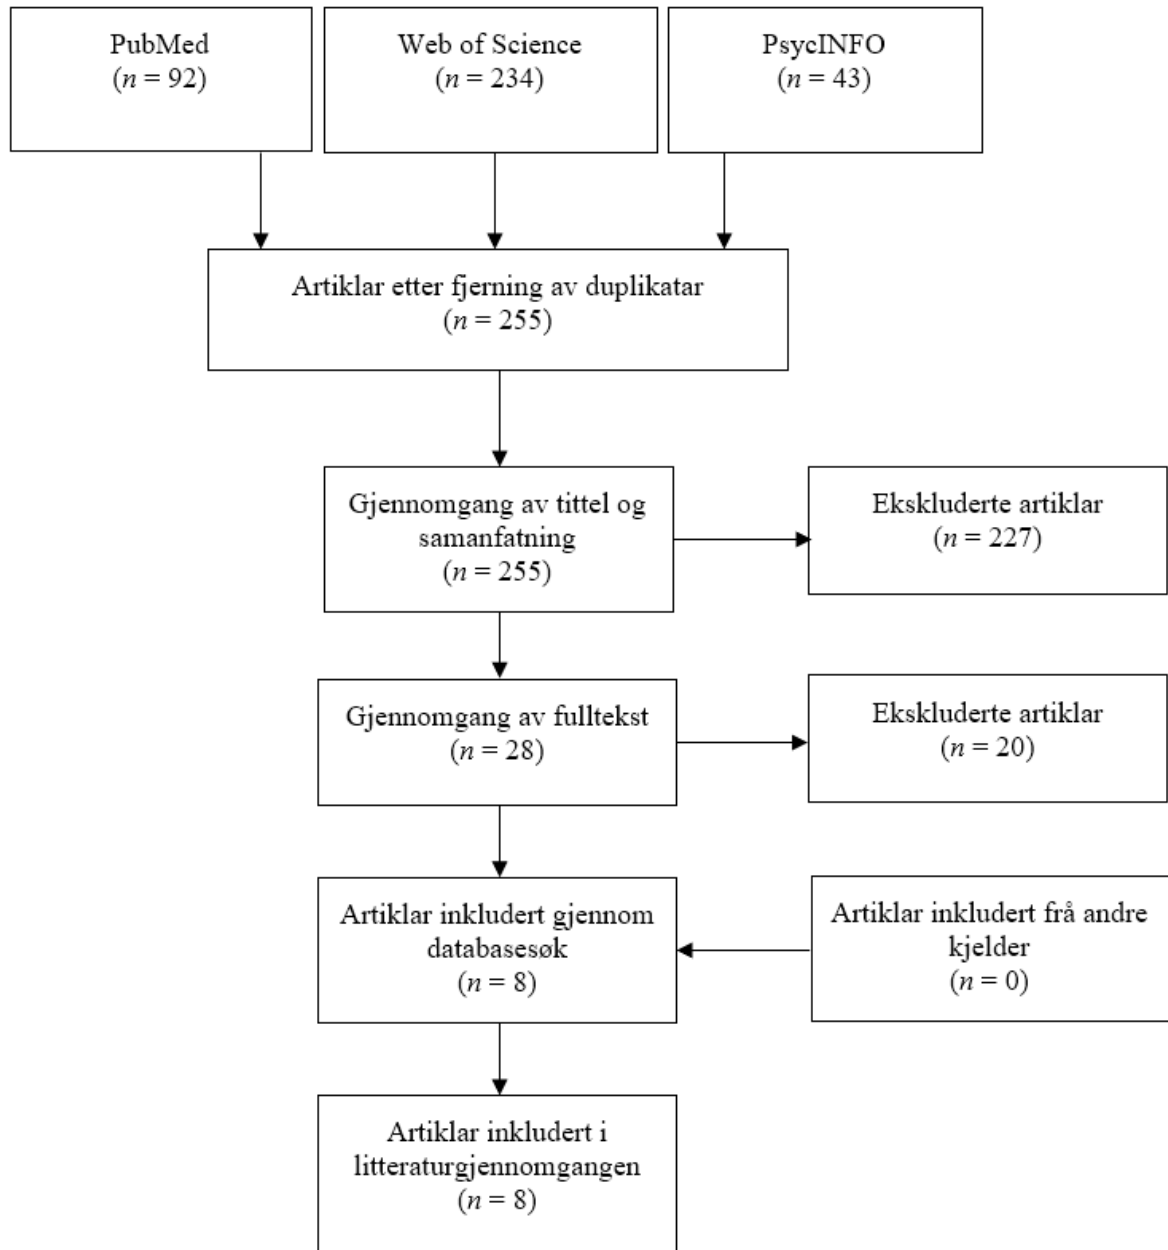 PubMed
(n = 92)
Web of Science
(n = 234)
PsycINFO
(n = 43)
Artiklar etter fjerning av duplikatar
(n = 255)
Gjennomgang av tittel og
samanfatning
(n = 255)
Ekskluderte artiklar
(n = 227)
Gjennomgang av fulltekst
(n = 28)
Ekskluderte artiklar
(n = 20)
Artiklar inkludert gjennom
databasesøk
(n = 8)
Artiklar inkludert frå andre
kjelder
(n = 0)
Artiklar inkludert i
litteraturgjennomgangen
(n = 8)